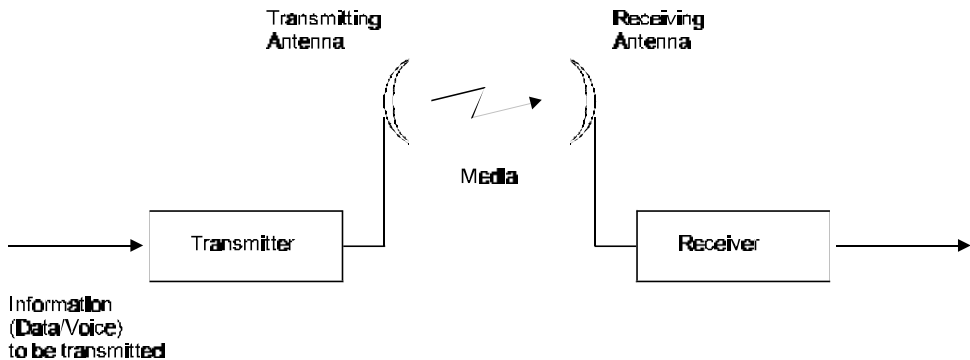 Transmitting
Antenna
Receiving
Antenna
Media
Transmitter
Receiver
Information
(Data/Voice)
to be transmitted